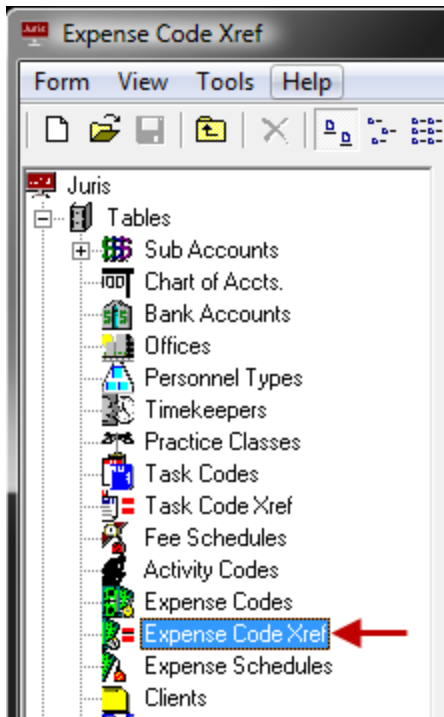 Expense Code Xref
Form View Tools Help
Juris
Tables
Sub Accounts
Chart of Accts.
Bank Accounts
Offices
Personnel Types
Timekeepers
Practice Classes
Task Codes
Task Code Xref
Fee Schedules
Activity Codes
Expense Codes
Expense Code Xref
Expense Schedules
Clients